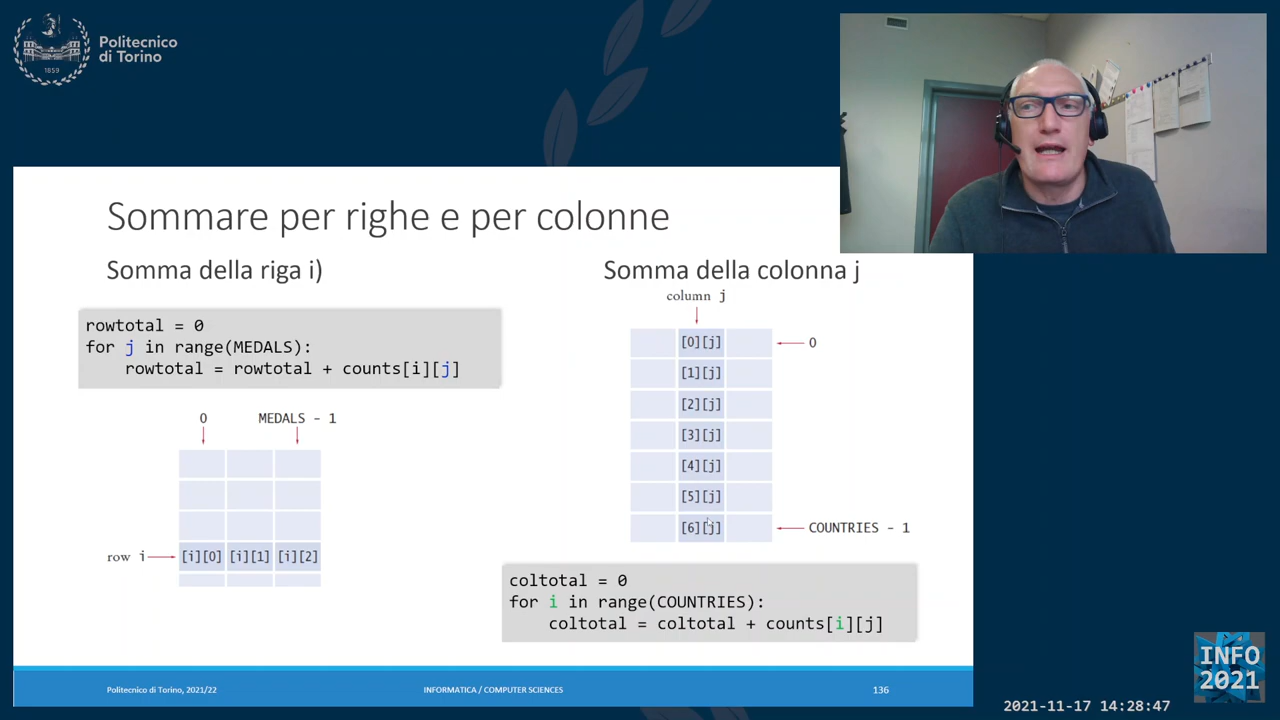 Politecnico
di Torino
1859
Sommare per righe e per colonne
Somma della riga i)
rowtotal = 0
for j in range(MEDALS):
rowtotal = rowtotal + counts[i][j]
0 MEDALS - 1
row i [i][0] [i][1] [i][2]
Somma della colonna j
column j
[0][j] 0
[1][j]
[2][j]
[3][j]
[4][j]
[5][j]
[6][j] COUNTRIES - 1
coltotal = 0
for i in range(COUNTRIES):
coltotal = coltotal + counts[i][j]
Politecnico di Torino, 2021/22 INFORMATICA / COMPUTER SCIENCES 136
INFO
2021
2021-11-17 14:28:47